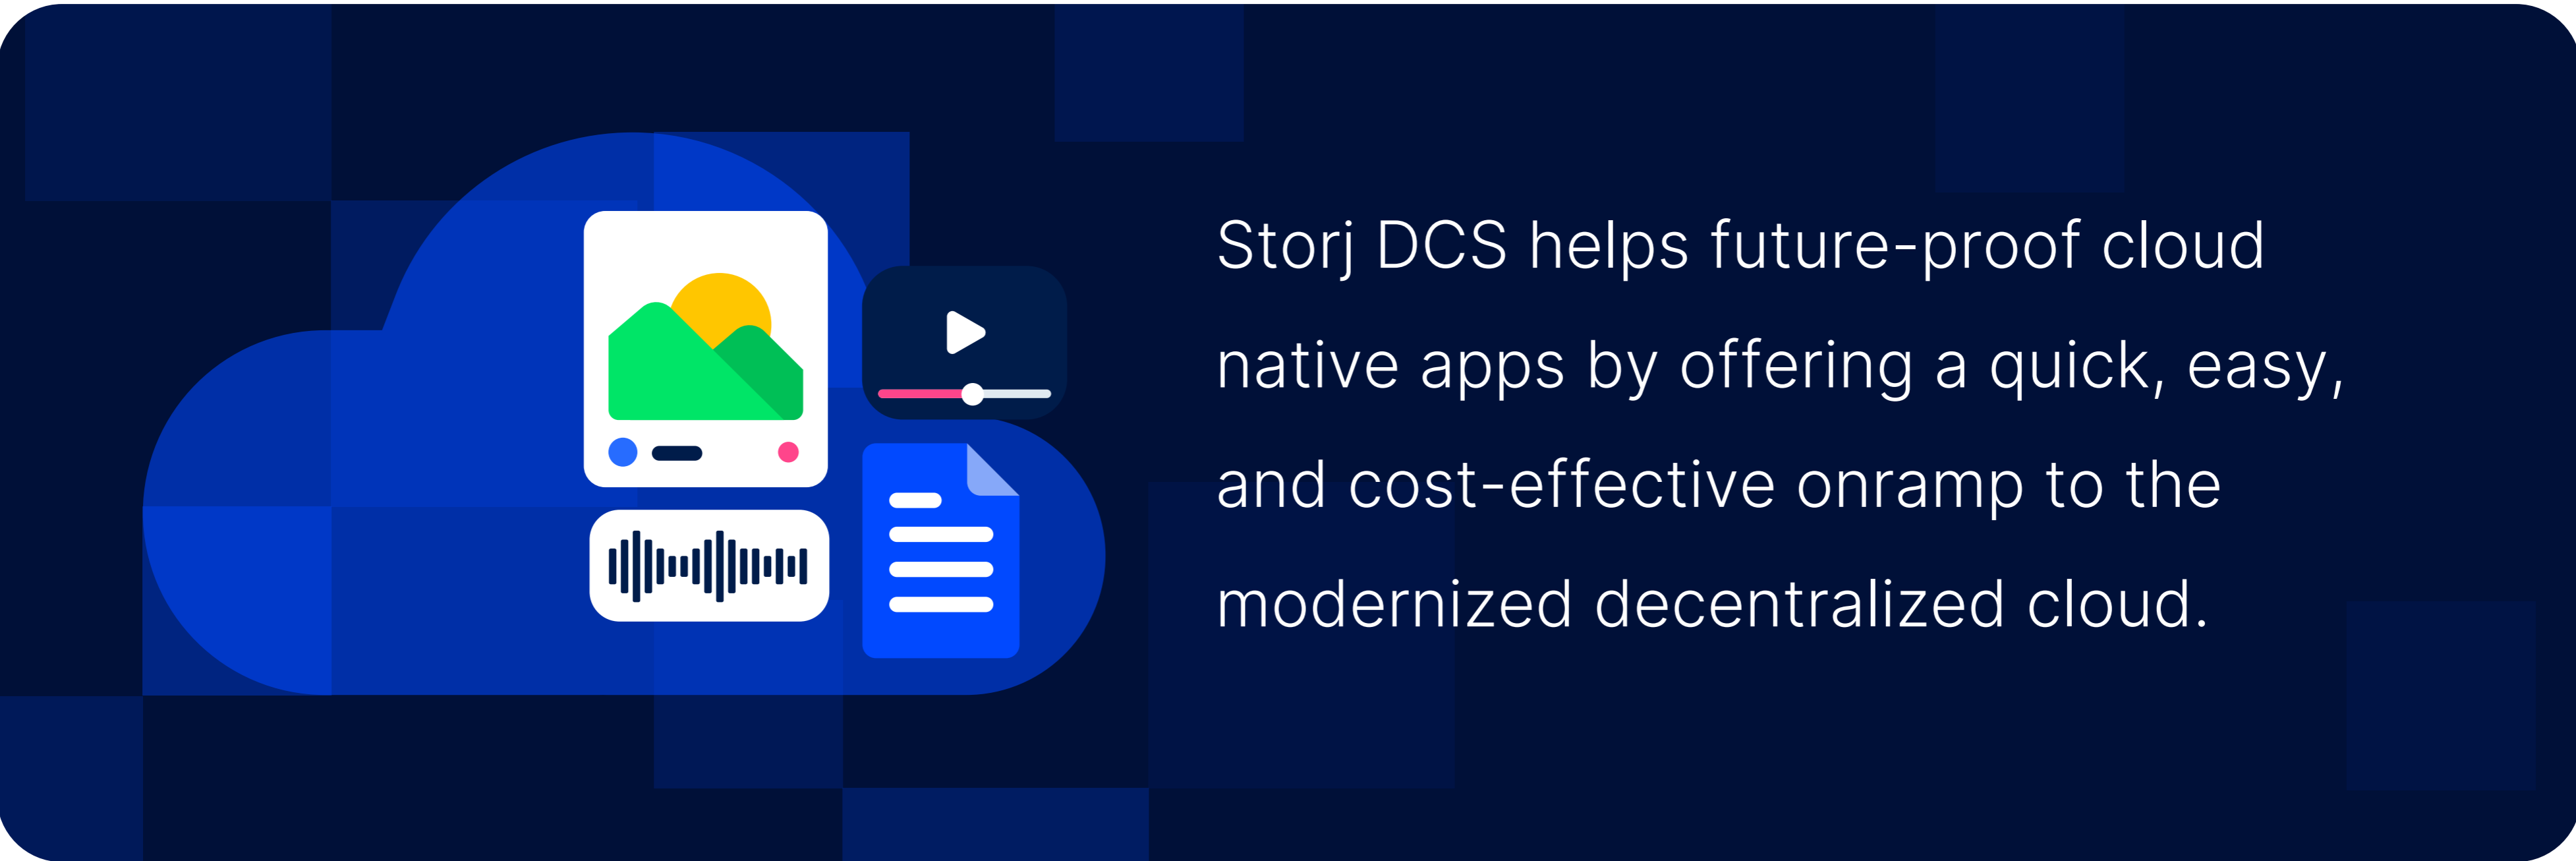 Storj DCS helps future-proof cloud
native apps by offering a quick, easy,
and cost-effective onramp to the
modernized decentralized cloud.